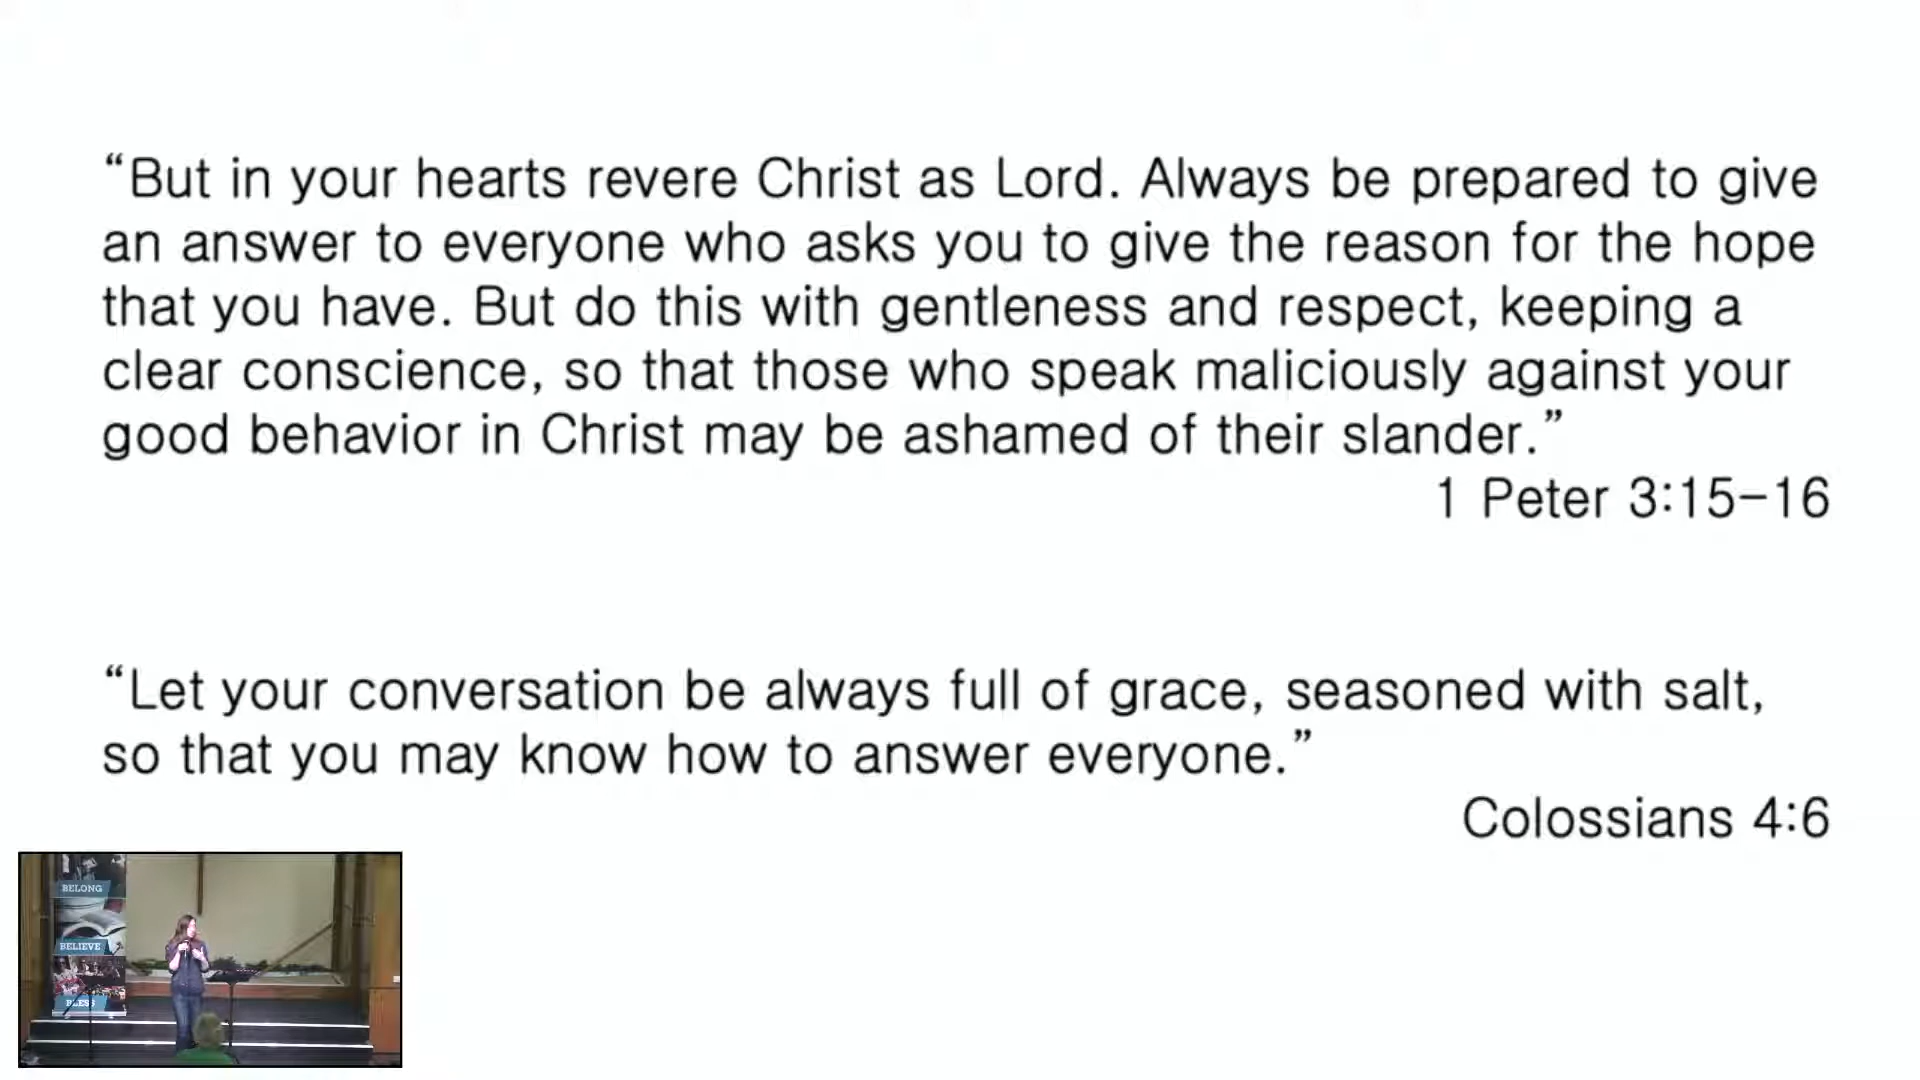 “But in your hearts revere Christ as Lord. Always be prepared to give
an answer to everyone who asks you to give the reason for the hope
that you have. But do this with gentleness and respect, keeping a
clear conscience, so that those who speak maliciously against your
good behavior in Christ may be ashamed of their slander.”
1 Peter 3:15-16
“Let your conversation be always full of grace, seasoned with salt,
so that you may know how to answer everyone.”
Colossians 4:6
BELONG
BELIEVE
BLESS